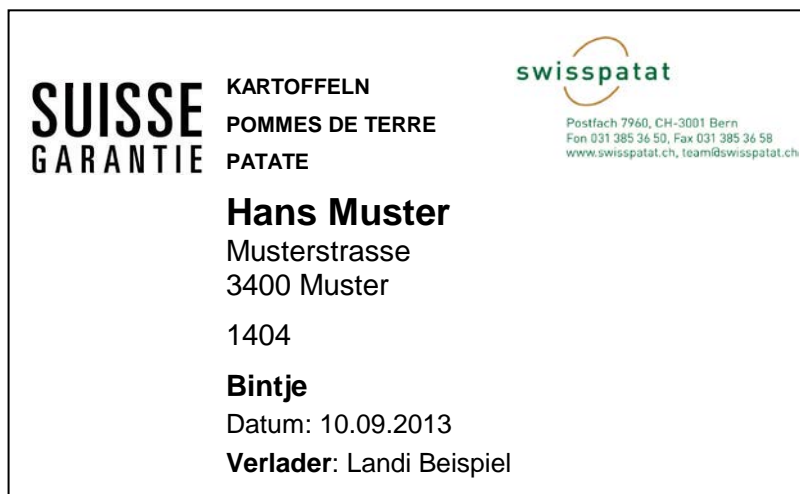 SUISSE
GARANTIE
KARTOFFELN
POMMES DE TERRE
PATATE
swisspatat
Postfach 7960, CH-3001 Bern
Fon 031 385 36 50, Fax 031 385 36 58
www.swisspatat.ch, team@swisspatat.ch
Hans Muster
Musterstrasse
3400 Muster
1404
Bintje
Datum: 10.09.2013
Verlader: Landi Beispiel